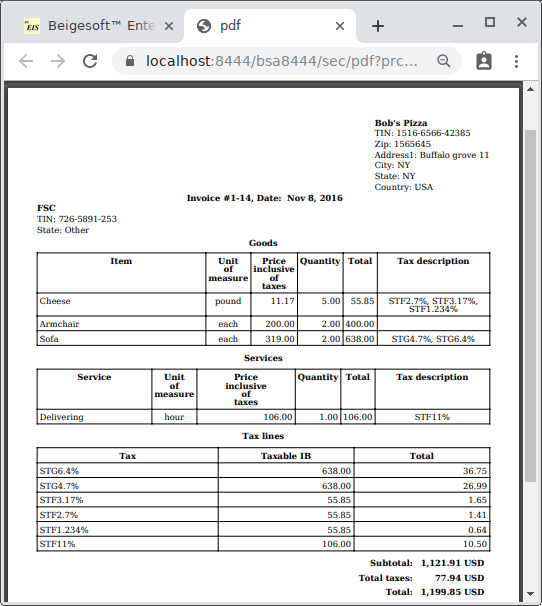 EIS Beigesoft™ Ente
pdf
localhost:8444/bsa8444/sec/pdf?prc...
Bob's Pizza
TIN: 1516-6566-42385
Zip: 1565645
Address1: Buffalo grove 11
City: NY
State: NY
Country: USA
Invoice #1-14, Date: Nov 8, 2016
FSC
TIN: 726-5891-253
State: Other
Goods
Item Unit of measure Price inclusive of taxes Quantity Total Tax description
Cheese pound 11.17 5.00 55.85 STF2.7%, STF3.17%, STF1.234%
Armchair each 200.00 2.00 400.00
Sofa each 319.00 2.00 638.00 STG4.7%, STG6.4%
Services
Service Unit of measure Price inclusive of taxes Quantity Total Tax description
Delivering hour 106.00 1.00 106.00 STF11%
Tax lines
Tax Taxable IB Total
STG6.4% 638.00 36.75
STG4.7% 638.00 26.99
STF3.17% 55.85 1.65
STF2.7% 55.85 1.41
STF1.234% 55.85 0.64
STF11% 106.00 10.50
Subtotal: 1,121.91 USD
Total taxes: 77.94 USD
Total: 1,199.85 USD